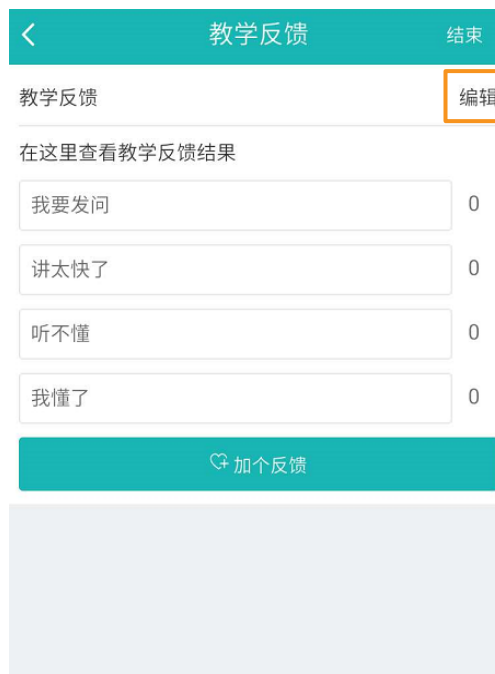 教学反馈 结束
教学反馈 编辑
在这里查看教学反馈结果
我要发问 0
讲太快了 0
听不懂 0
我懂了 0
加个反馈